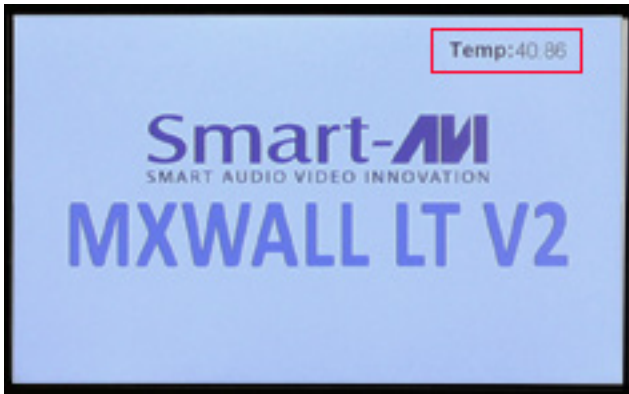 Temp:40.86
Smart-AVI
SMART AUDIO VIDEO INNOVATION
MXWALL LT V2